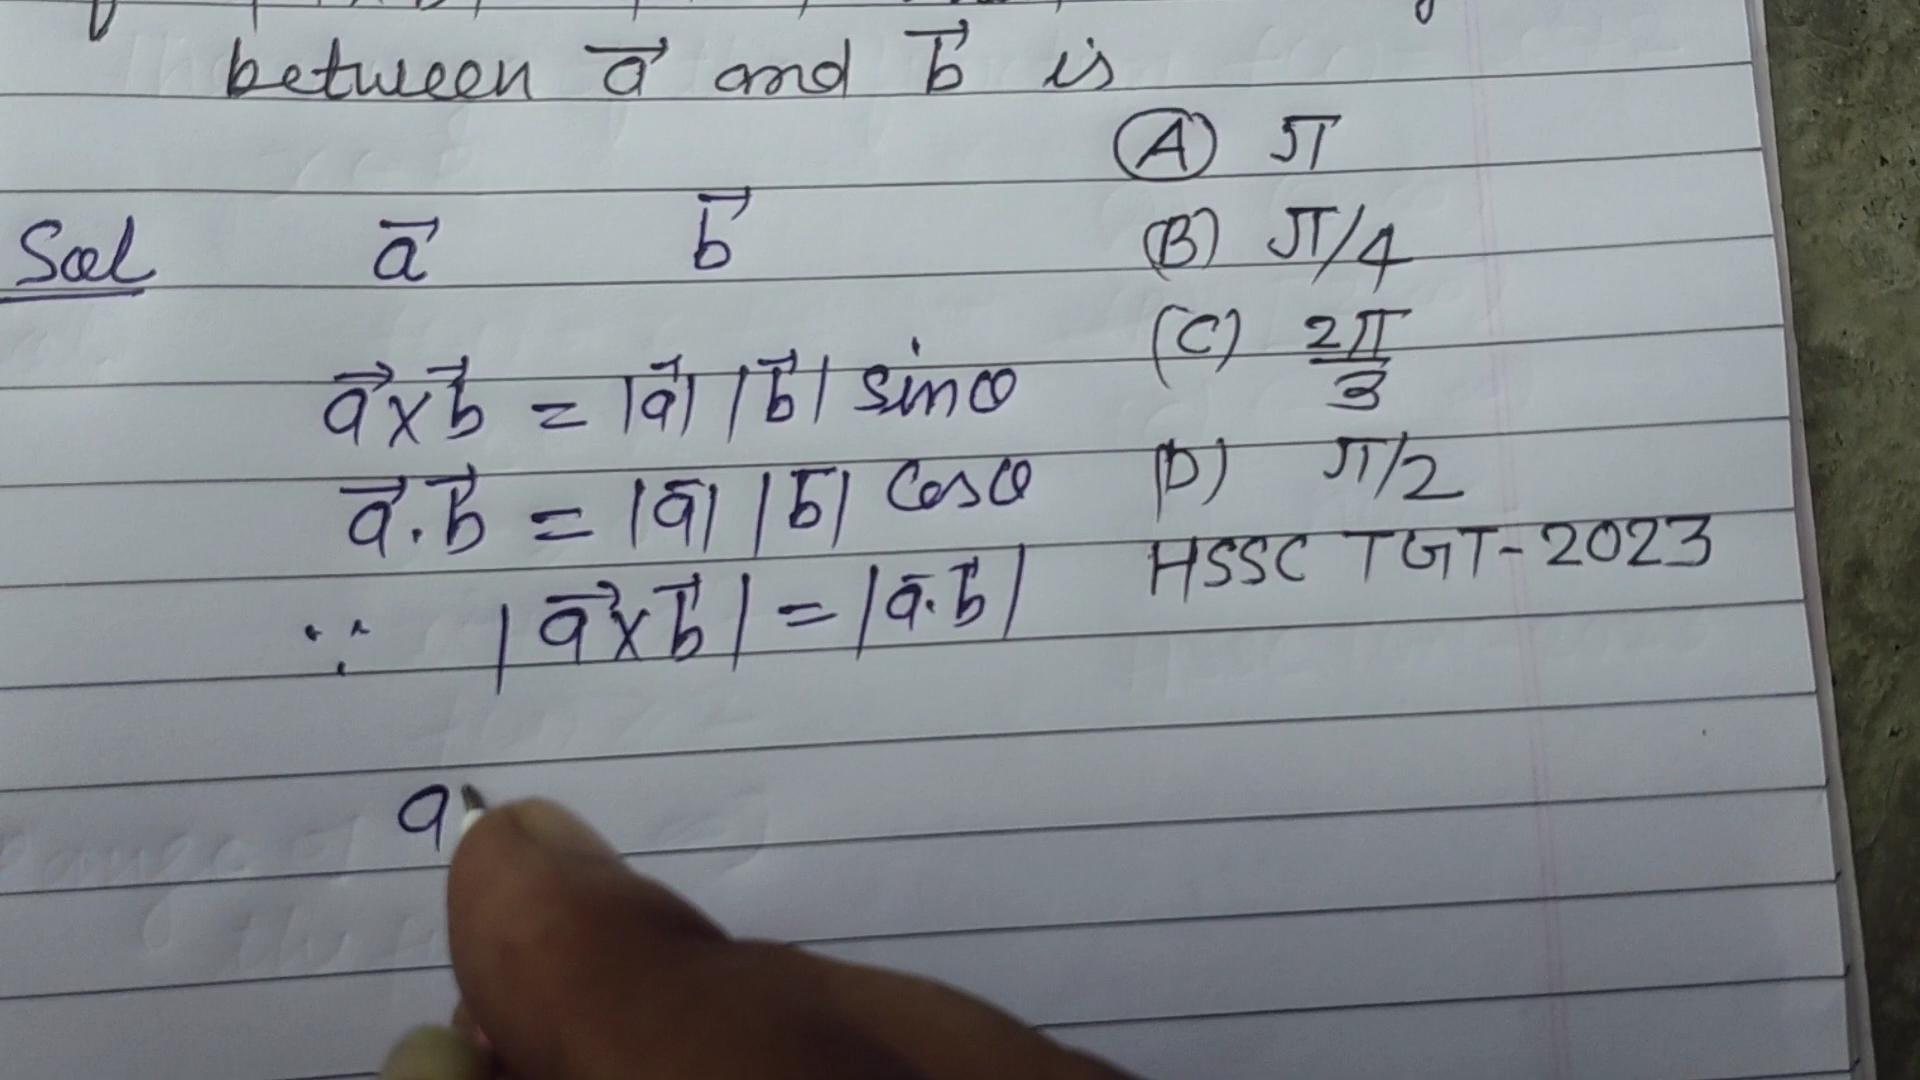 between a⃗ and b⃗ is
(A) π
Sol a⃗ b⃗
(B) π/4
(C) 2π/3
a⃗×b⃗ = |a⃗| |b⃗| sinθ
a⃗.b⃗ = |a̅| |b̅| cosθ
(D) π/2
HSSC TGT-2023
∵ |a⃗×b⃗| = |a̅.b⃗|
a